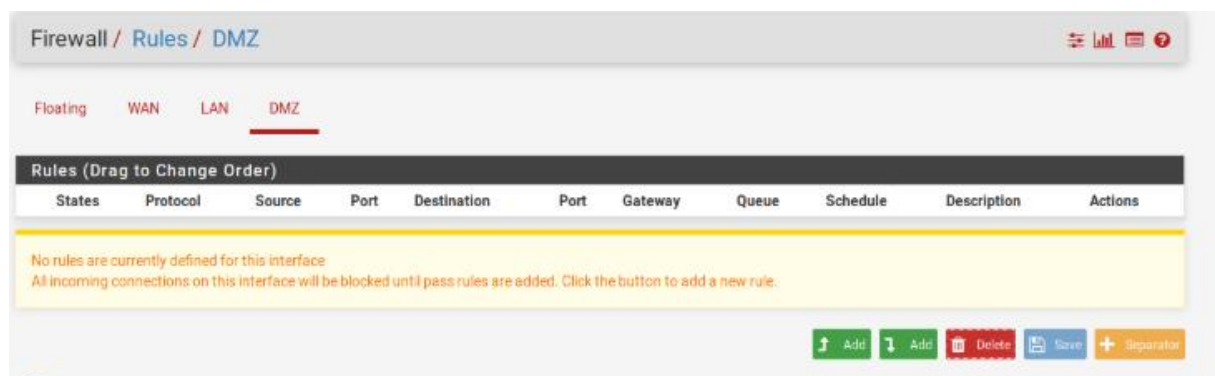 Firewall / Rules / DMZ
Floating WAN LAN DMZ
Rules (Drag to Change Order)
States Protocol Source Port Destination Port Gateway Queue Schedule Description Actions
No rules are currently defined for this interface
All incoming connections on this interface will be blocked until pass rules are added. Click the button to add a new rule.
Add Add Delete Save Separator